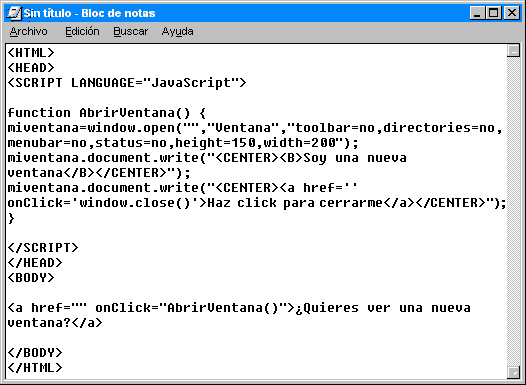 Sin título - Bloc de notas
Archivo Edición Buscar Ayuda
<HTML>
<HEAD>
<SCRIPT LANGUAGE="JavaScript">
function AbrirVentana() {
miventana=window.open("","Ventana","toolbar=no,directories=no,
menubar=no,status=no,height=150,width=200");
miventana.document.write("<CENTER><B>Soy una nueva
ventana</B></CENTER>");
miventana.document.write("<CENTER><a href=''
onClick='window.close()'>Haz click para cerrarme</a></CENTER>");
}
</SCRIPT>
</HEAD>
<BODY>
<a href="" onClick="AbrirVentana()">¿Quieres ver una nueva
ventana?</a>
</BODY>
</HTML>